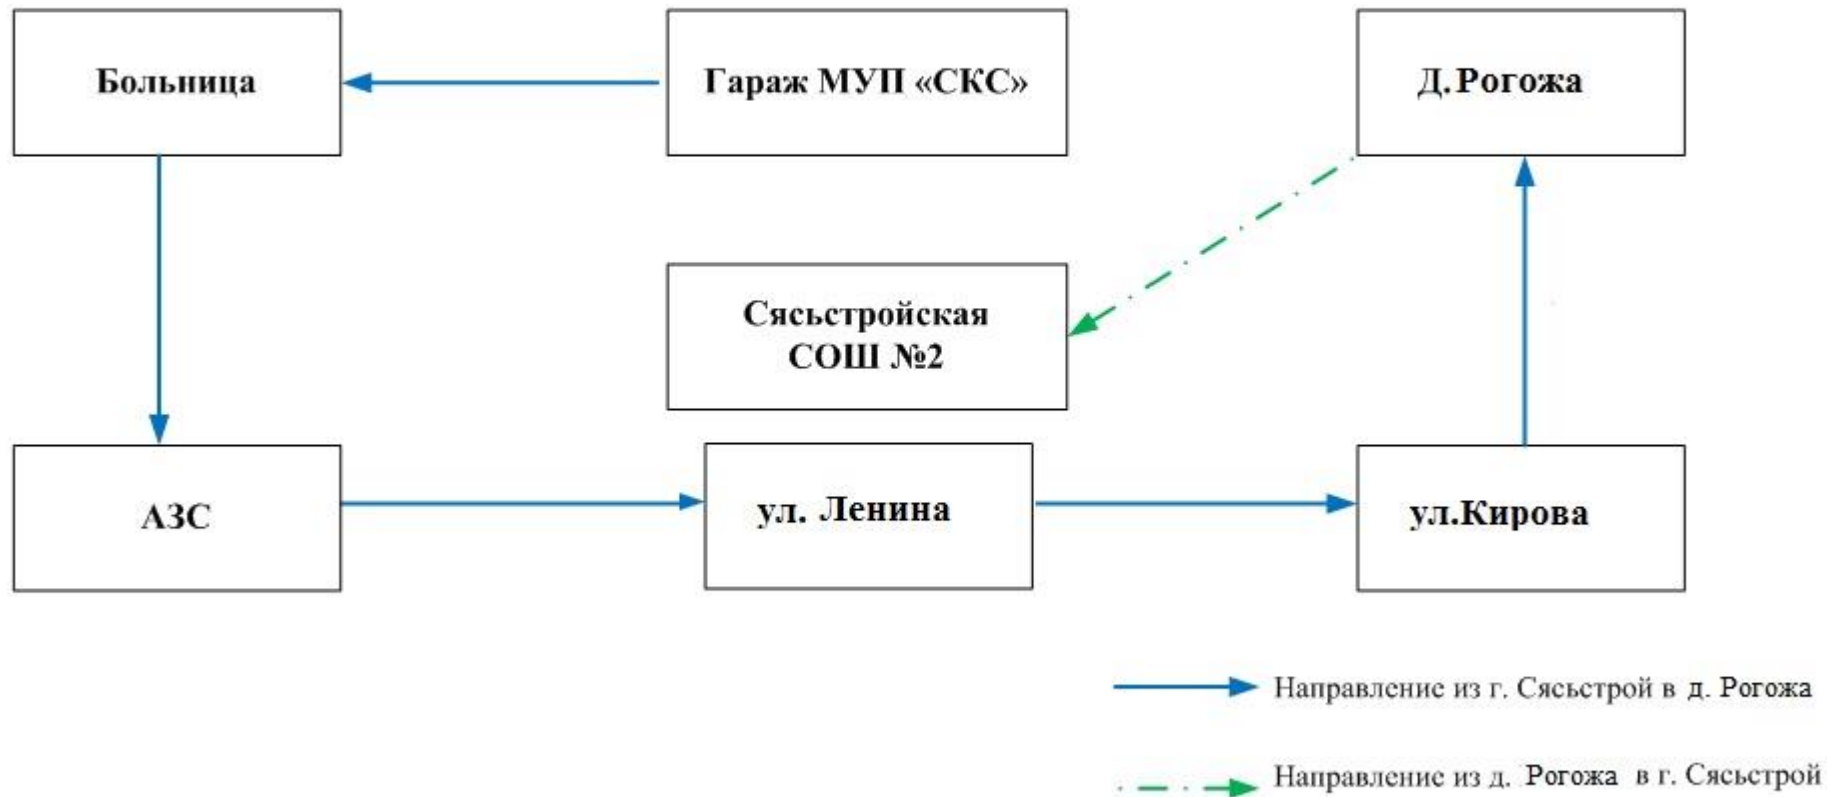 Больница
Гараж МУП «СКС»
Д.Рогожа
Сясьстройская
СОШ №2
АЗС
ул. Ленина
ул.Кирова
Направление из г. Сясьстрой в д. Рогожа
Направление из д. Рогожа в г. Сясьстрой